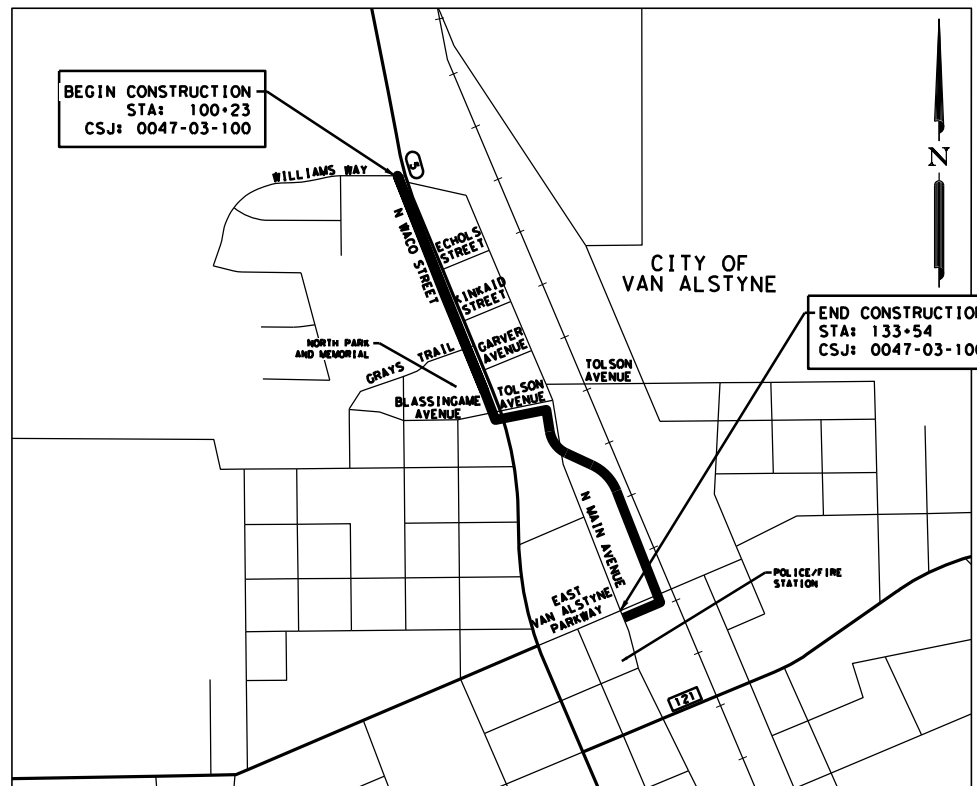 BEGIN CONSTRUCTION
STA: 100+23
CSJ: 0047-03-100
5
WILLIAMS WAY
N WACO STREET
ECHOLS
STREET
KINKAID
STREET
GARVER
AVENUE
NORTH PARK
AND MEMORIAL
GRAYS TRAIL
BLASSINGAME
AVENUE
TOLSON
AVENUE
TOLSON
AVENUE
CITY OF
VAN ALSTYNE
N
END CONSTRUCTION
STA: 133+54
CSJ: 0047-03-100
N MAIN AVENUE
EAST
VAN ALSTYNE
PARKWAY
POLICE/FIRE
STATION
121